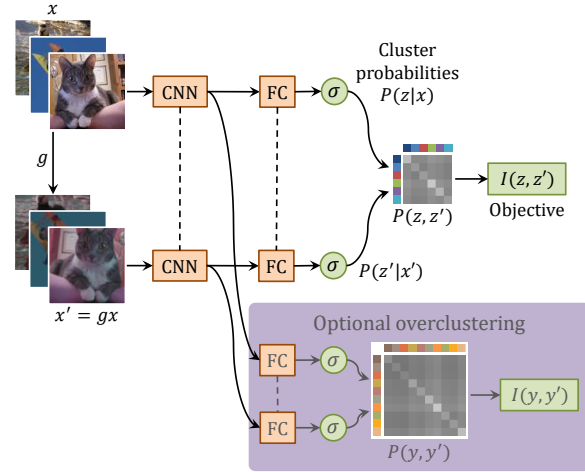 x
g
x' = gx
CNN
FC
σ
Cluster
probabilities
P(z|x)
P(z, z')
I(z, z')
Objective
CNN
FC
σ
P(z'|x')
Optional overclustering
FC
σ
I(y, y')
FC
σ
P(y, y')